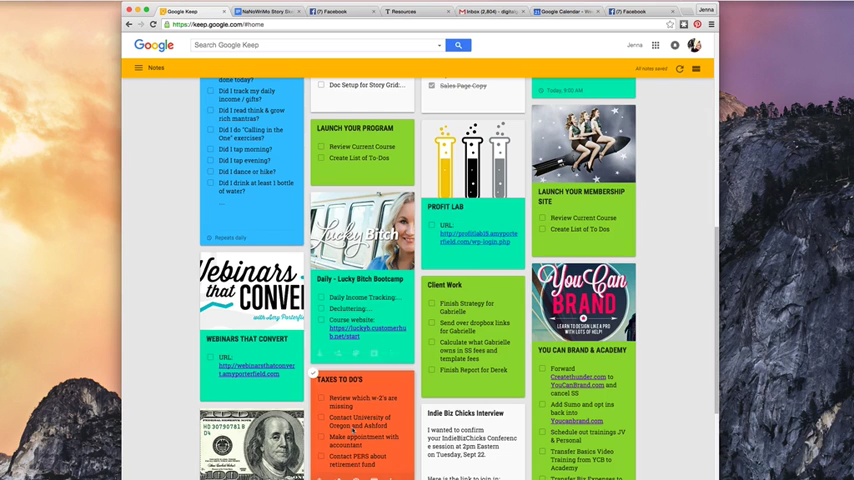 Google Keep
NaNoWriMo Story
(7) Facebook
Resources
Gmail Inbox (2,804)
Google Calendar
(7) Facebook
Jenna
https://keep.google.com/#home
Google
Search Google Keep
Jenna
Notes
All notes saved
done today?
Did I track my daily
income / gifts?
Did I read think & grow
rich mantras?
Did I do "Calling in the
One" exercises?
Did I tap morning?
Did I tap evening?
Did I dance or hike?
Did I drink at least 1 bottle
of water?
Repeats daily
Webinars
that CONVER
with Amy Porterfie
WEBINARS THAT CONVERT
URL:
http://webinarsthatconver
t.amyporterfield.com
Doc Setup for Story Grid:...
LAUNCH YOUR PROGRAM
Review Current Course
Create List of To-Dos
Lucky Bitch
Daily - Lucky Bitch Bootcamp
Daily Income Tracking:...
Decluttering:...
Course website:
https://luckyb.customerhu
b.net/start
TAXES TO DO'S
Review which w-2's are
missing
Contact University of
Oregon and Ashford
Make appointment with
accountant
Contact PERS about
retirement fund
Sales Page Copy
PROFIT LAB
URL:
http://profitlab15.amyporte
rfield.com/wp-login.php
Client Work
Finish Strategy for
Gabrielle
Send over dropbox links
for Gabrielle
Calculate what Gabrielle
owns in SS fees and
template fees
Finish Report for Derek
Indie Biz Chicks Interview
I wanted to confirm
your IndieBizChicks Conferenc
e session at 2pm Eastern
on Tuesday, Sept 22.
Here is the link to join in:
Today, 8:00 AM
LAUNCH YOUR MEMBERSHIP
SITE
Review Current Course
Create List of To Dos
You Can
BRAND
LEARN TO DESIGN LIKE A PRO
WITH LOTS OF HELP!
YOU CAN BRAND & ACADEMY
Forward
Createthunder.com to
YouCanBrand.com and
cancel SS
Add Sumo and opt ins
back into
Youcanbrand.com
Schedule out trainings JV
& Personal
Transfer Basics Video
Training from YCB to
Academy